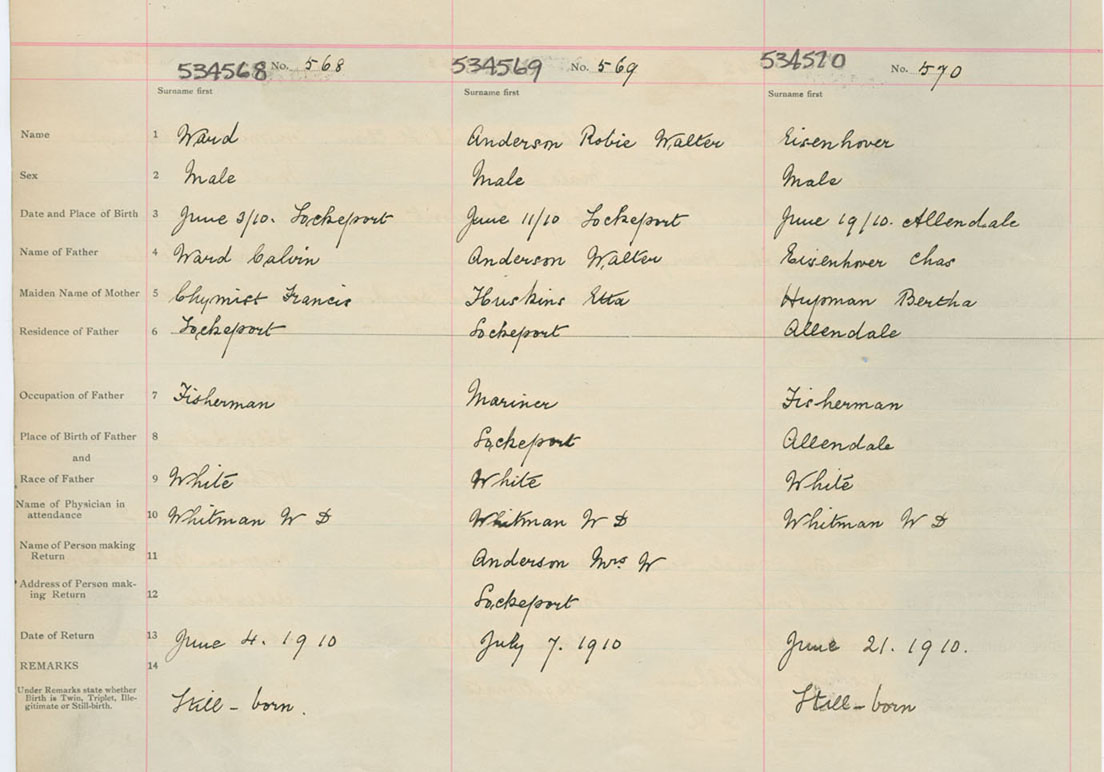 534568 No. 568 534569 No. 569 534570 No. 570
Surname first Surname first Surname first
Name 1 Ward Anderson Robie Walter Eisenhover
Sex 2 Male Male Male
Date and Place of Birth 3 June 3/10. Lockeport June 11/10 Lockeport June 19/10. Allendale
Name of Father 4 Ward Calvin Anderson Walter Eisenhover Chas
Maiden Name of Mother 5 Chymist Francis Huskins Etta Hupman Bertha
Residence of Father 6 Lockeport Lockeport Allendale
Occupation of Father 7 Fisherman Mariner Fisherman
Place of Birth of Father 8 Lockeport Allendale
and
Race of Father 9 White White White
Name of Physician in
attendance 10 Whitman W D Whitman W D Whitman W D
Name of Person making
Return 11 Anderson Mrs W
Address of Person mak-
ing Return 12 Lockeport
Date of Return 13 June 4. 1910 July 7. 1910 June 21. 1910.
REMARKS 14
Under Remarks state whether
Birth is Twin, Triplet, Ille-
gitimate or Still-birth. Still - born. Still - born